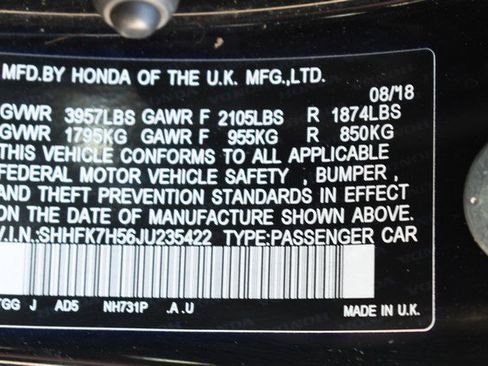 MFD.BY HONDA OF THE U.K. MFG.,LTD.
08/18
GVWR 3957LBS GAWR F 2105LBS R 1874LBS
GVWR 1795KG GAWR F 955KG R 850KG
THIS VEHICLE CONFORMS TO ALL APPLICABLE
FEDERAL MOTOR VEHICLE SAFETY , BUMPER ,
AND THEFT PREVENTION STANDARDS IN EFFECT
ON THE DATE OF MANUFACTURE SHOWN ABOVE.
V.I.N.:SHHFK7H56JU235422 TYPE:PASSENGER CAR
TGG J AD5 NH731P .A .U
MADE IN U.K.